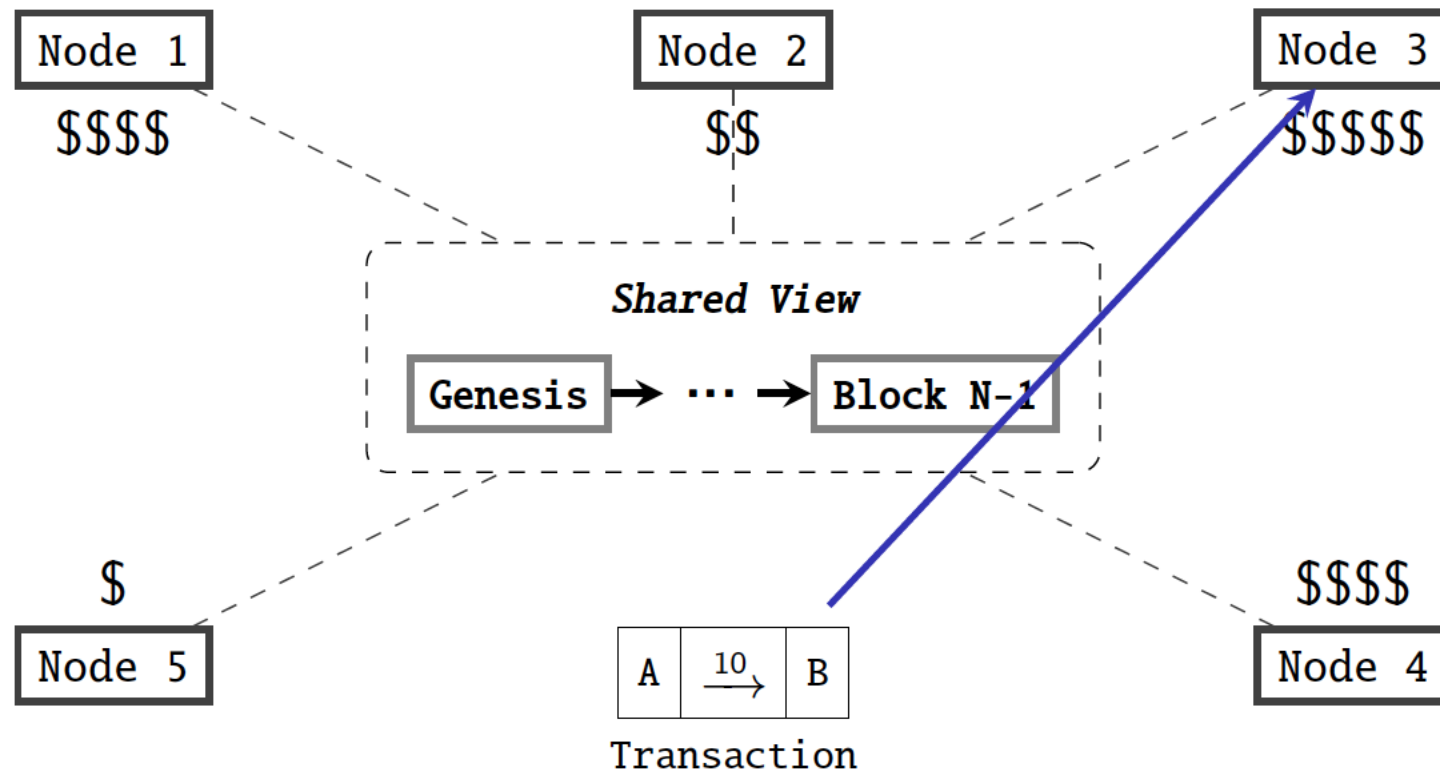 Node 1
Node 2
Node 3
$$$$
$$
$$$$$
Shared View
Genesis
...
Block N-1
$
$$$$
Node 5
A
10
B
Node 4
Transaction